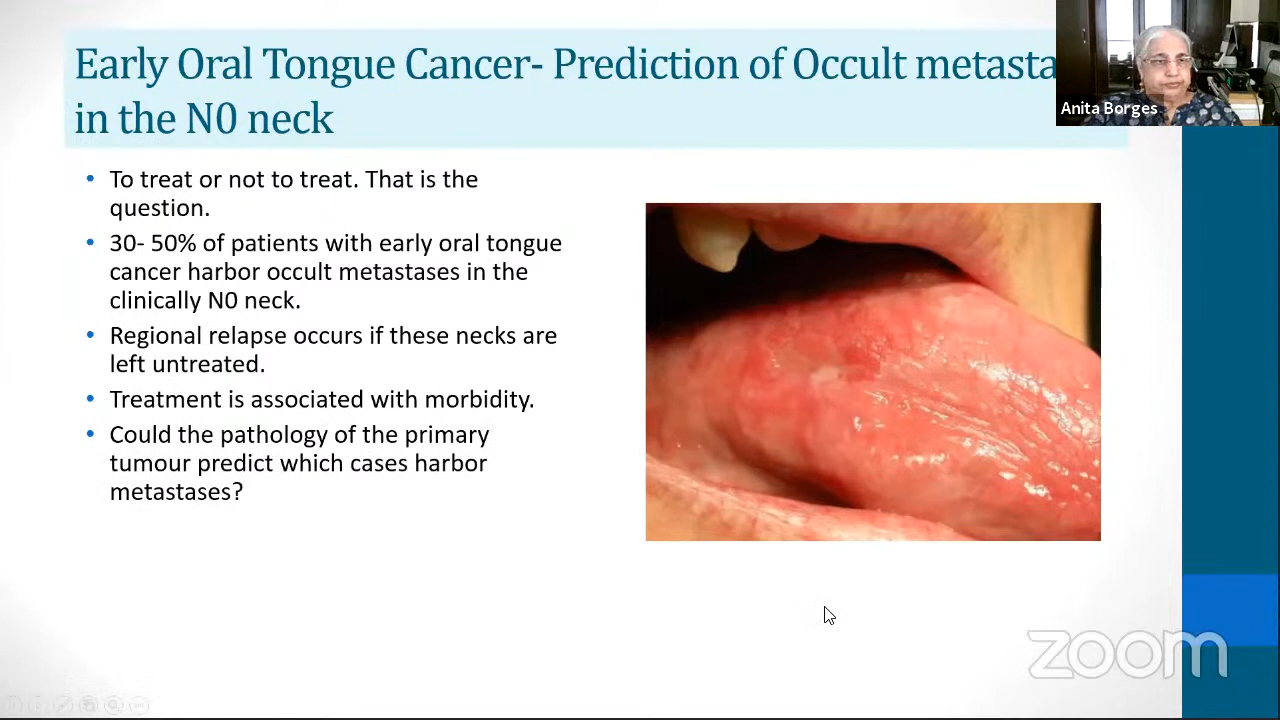 Early Oral Tongue Cancer- Prediction of Occult
in the N0 neck
Anita Borges
• To treat or not to treat. That is the
question.
• 30- 50% of patients with early oral tongue
cancer harbor occult metastases in the
clinically N0 neck.
• Regional relapse occurs if these necks are
left untreated.
• Treatment is associated with morbidity.
• Could the pathology of the primary
tumour predict which cases harbor
metastases?
zoom